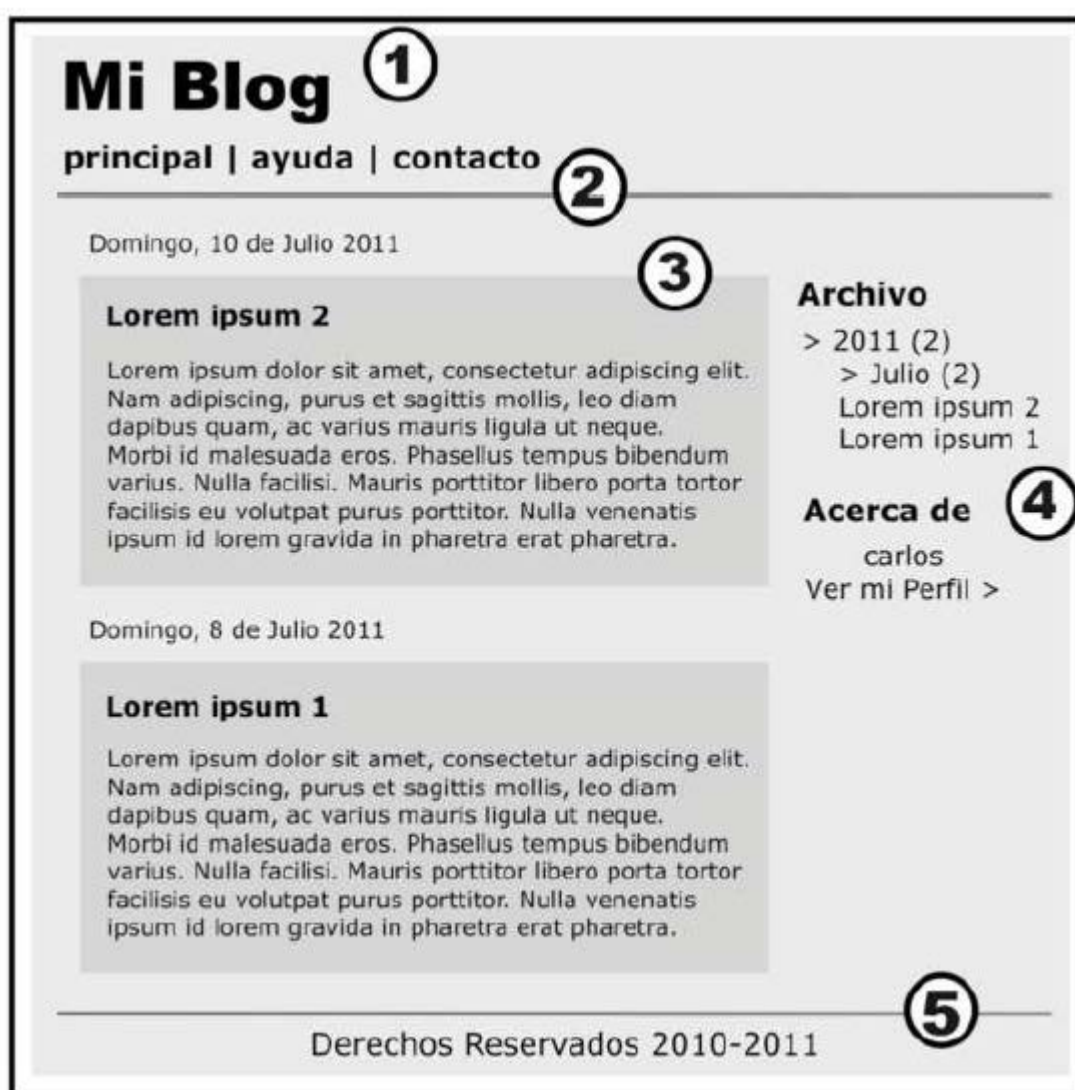 Mi Blog
1
principal | ayuda | contacto
2
Domingo, 10 de Julio 2011
3
Lorem ipsum 2
Lorem ipsum dolor sit amet, consectetur adipiscing elit.
Nam adipiscing, purus et sagittis mollis, leo diam
dapibus quam, ac varius mauris ligula ut neque.
Morbi id malesuada eros. Phasellus tempus bibendum
varius. Nulla facilisi. Mauris porttitor libero porta tortor
facilisis eu volutpat purus porttitor. Nulla venenatis
ipsum id lorem gravida in pharetra erat pharetra.
Domingo, 8 de Julio 2011
Lorem ipsum 1
Lorem ipsum dolor sit amet, consectetur adipiscing elit.
Nam adipiscing, purus et sagittis mollis, leo diam
dapibus quam, ac varius mauris ligula ut neque.
Morbi id malesuada eros. Phasellus tempus bibendum
varius. Nulla facilisi. Mauris porttitor libero porta tortor
facilisis eu volutpat purus porttitor. Nulla venenatis
ipsum id lorem gravida in pharetra erat pharetra.
Archivo
> 2011 (2)
> Julio (2)
Lorem ipsum 2
Lorem ipsum 1
Acerca de
4
carlos
Ver mi Perfil >
5
Derechos Reservados 2010-2011